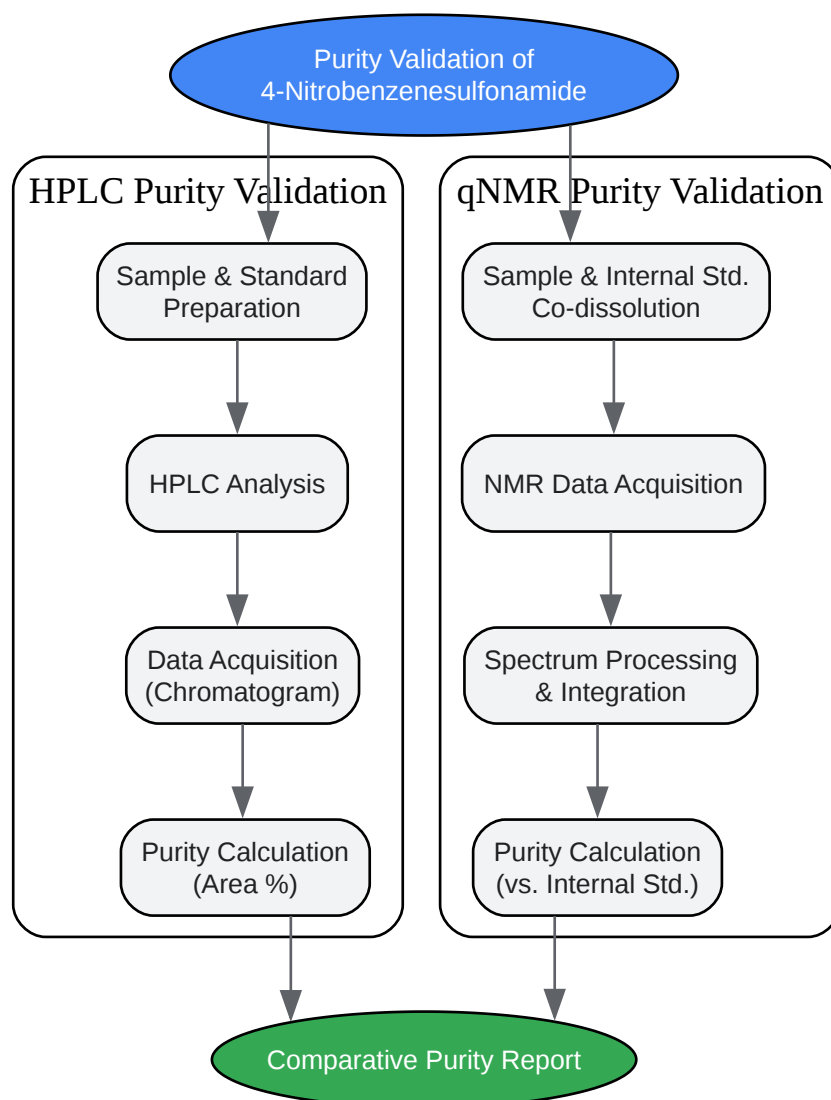 Purity Validation of
4-Nitrobenzenesulfonamide
HPLC Purity Validation
Sample & Standard
Preparation
HPLC Analysis
Data Acquisition
(Chromatogram)
Purity Calculation
(Area %)
qNMR Purity Validation
Sample & Internal Std.
Co-dissolution
NMR Data Acquisition
Spectrum Processing
& Integration
Purity Calculation
(vs. Internal Std.)
Comparative Purity Report